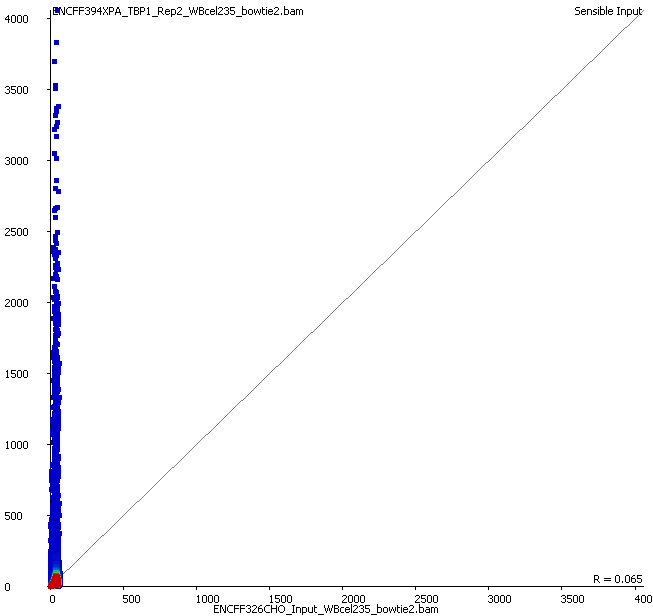 4000
ENCFF394XPA_TBP1_Rep2_WBcel235_bowtie2.bam
Sensible Input
3500
3000
2500
2000
1500
1000
500
0
R = 0.065
0 500 1000 1500 2000 2500 3000 3500 400
ENCFF326CHO_Input_WBcel235_bowtie2.bam